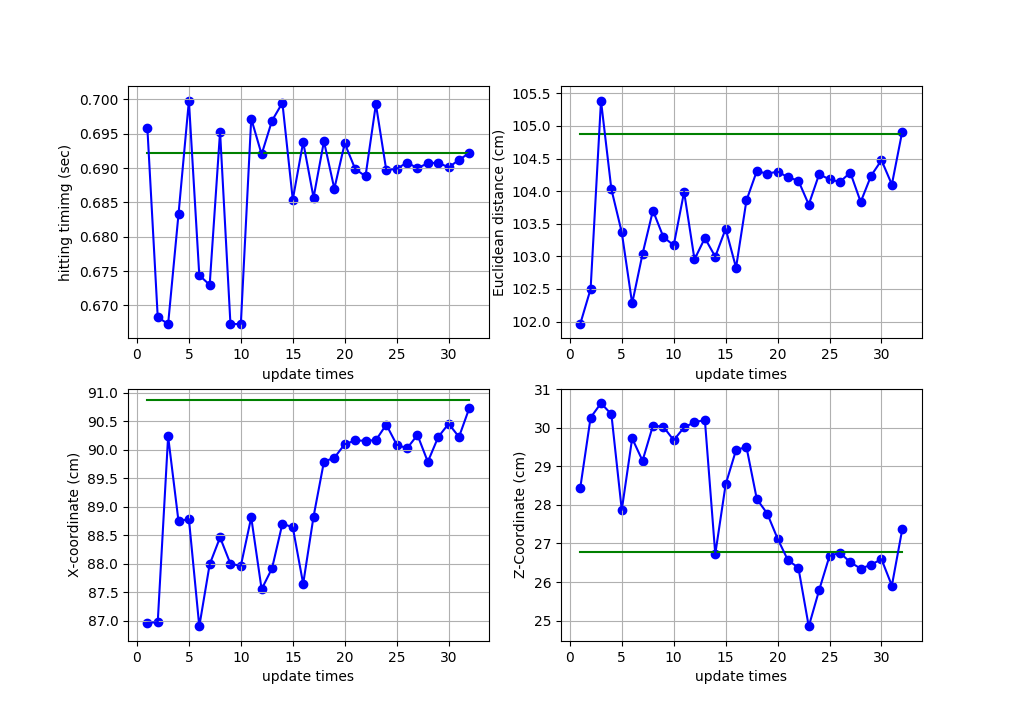 hitting timimg (sec)
0.700
0.695
0.690
0.685
0.680
0.675
0.670
0 5 10 15 20 25 30
update times
Euclidean distance (cm)
105.5
105.0
104.5
104.0
103.5
103.0
102.5
102.0
0 5 10 15 20 25 30
update times
X-coordinate (cm)
91.0
90.5
90.0
89.5
89.0
88.5
88.0
87.5
87.0
0 5 10 15 20 25 30
update times
Z-Coordinate (cm)
31
30
29
28
27
26
25
0 5 10 15 20 25 30
update times